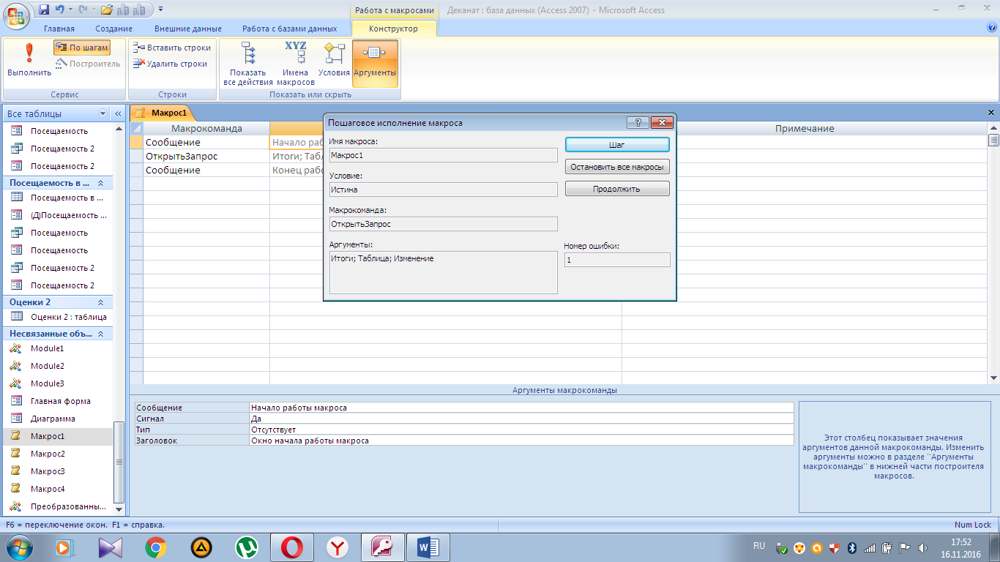 Работа с макросами
Деканат : база данных (Access 2007) - Microsoft Access
Главная
Создание
Внешние данные
Работа с базами данных
Конструктор
Выполнить
По шагам
Построитель
Сервис
Вставить строки
Удалить строки
Строки
Показать
все действия
Имена
макросов
Условия
Аргументы
Показать или скрыть
XYZ
Все таблицы
Посещаемость
Посещаемость 2
Посещаемость 2
Посещаемость в ...
Посещаемость в ...
(Д)Посещаемость ...
Посещаемость
Посещаемость
Посещаемость 2
Посещаемость 2
Оценки 2
Оценки 2 : таблица
Несвязанные объ...
Module1
Module2
Module3
Главная форма
Диаграмма
Макрос1
Макрос2
Макрос3
Макрос4
Преобразованны...
Макрос1
Макрокоманда
Примечание
Сообщение
Начало раб
ОткрытьЗапрос
Итоги; Таб
Сообщение
Конец раб
Пошаговое исполнение макроса
Имя макроса:
Макрос1
Условие:
Истина
Макрокоманда:
ОткрытьЗапрос
Аргументы:
Итоги; Таблица; Изменение
Шаг
Остановить все макросы
Продолжить
Номер ошибки:
1
Аргументы макрокоманды
Сообщение
Начало работы макроса
Сигнал
Да
Тип
Отсутствует
Заголовок
Окно начала работы макроса
Этот столбец показывает значения
аргументов данной макрокоманды. Изменить
аргументы можно в разделе "Аргументы
макрокоманды" в нижней части построителя
макросов.
F6 = переключение окон. F1 = справка.
Num Lock
RU
17:52
16.11.2016